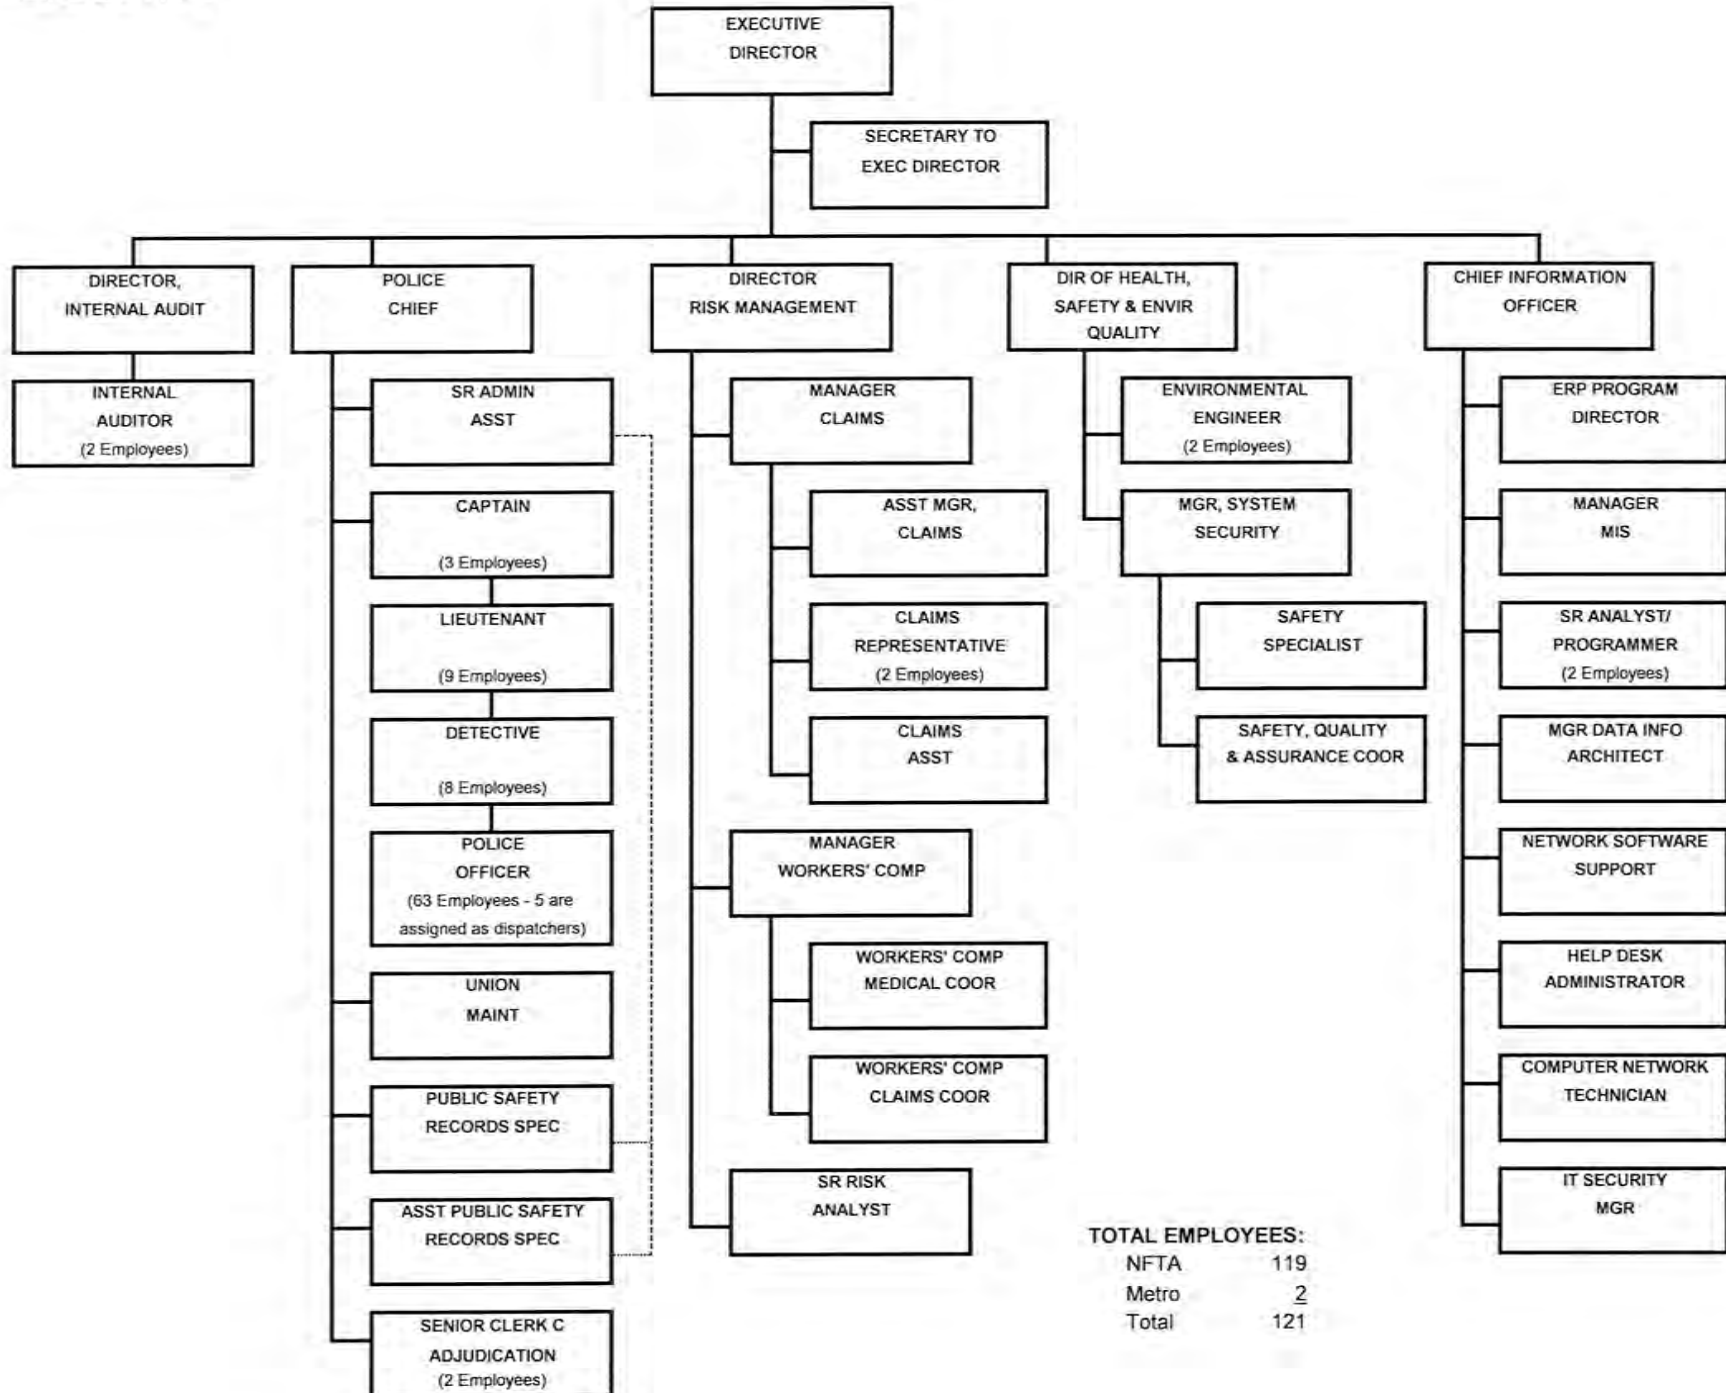 EXECUTIVE
DIRECTOR
SECRETARY TO
EXEC DIRECTOR
DIRECTOR,
INTERNAL AUDIT
INTERNAL
AUDITOR
(2 Employees)
POLICE
CHIEF
SR ADMIN
ASST
CAPTAIN
(3 Employees)
LIEUTENANT
(9 Employees)
DETECTIVE
(8 Employees)
POLICE
OFFICER
(63 Employees - 5 are
assigned as dispatchers)
UNION
MAINT
PUBLIC SAFETY
RECORDS SPEC
ASST PUBLIC SAFETY
RECORDS SPEC
SENIOR CLERK C
ADJUDICATION
(2 Employees)
DIRECTOR
RISK MANAGEMENT
MANAGER
CLAIMS
ASST MGR,
CLAIMS
CLAIMS
REPRESENTATIVE
(2 Employees)
CLAIMS
ASST
MANAGER
WORKERS' COMP
WORKERS' COMP
MEDICAL COOR
WORKERS' COMP
CLAIMS COOR
SR RISK
ANALYST
DIR OF HEALTH,
SAFETY & ENVIR
QUALITY
ENVIRONMENTAL
ENGINEER
(2 Employees)
MGR, SYSTEM
SECURITY
SAFETY
SPECIALIST
SAFETY, QUALITY
& ASSURANCE COOR
CHIEF INFORMATION
OFFICER
ERP PROGRAM
DIRECTOR
MANAGER
MIS
SR ANALYST/
PROGRAMMER
(2 Employees)
MGR DATA INFO
ARCHITECT
NETWORK SOFTWARE
SUPPORT
HELP DESK
ADMINISTRATOR
COMPUTER NETWORK
TECHNICIAN
IT SECURITY
MGR
TOTAL EMPLOYEES:
NFTA 119
Metro 2
Total 121